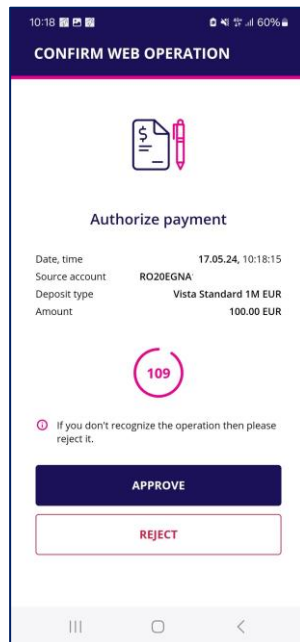 10:18 60%
CONFIRM WEB OPERATION
$
Authorize payment
Date, time 17.05.24, 10:18:15
Source account RO20EGNA
Deposit type Vista Standard 1M EUR
Amount 100.00 EUR
109
If you don't recognize the operation then please
reject it.
APPROVE
REJECT